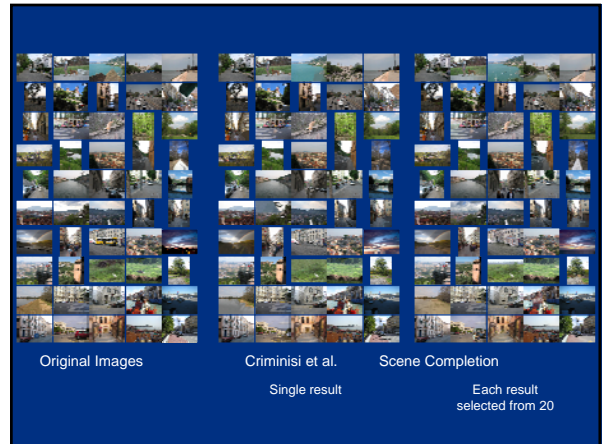 Original Images
Criminisi et al.
Scene Completion
Single result
Each result
selected from 20